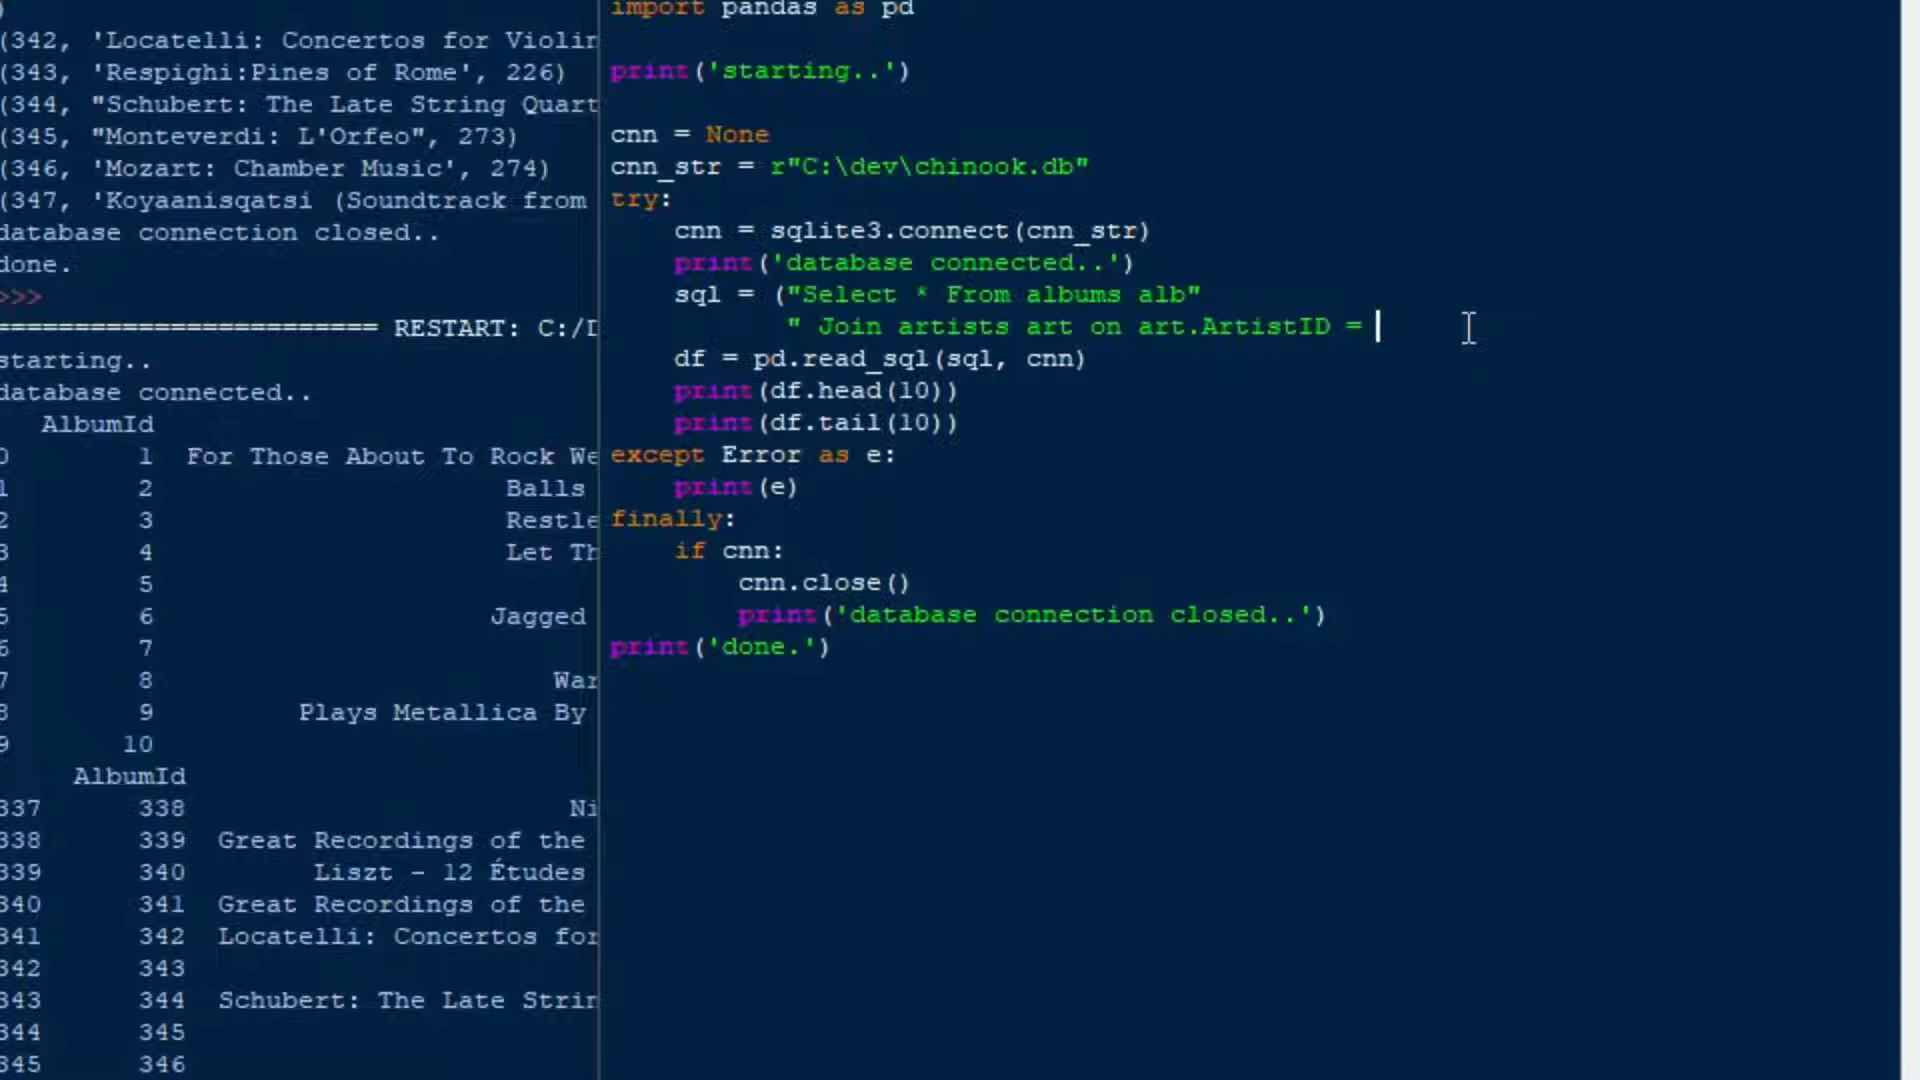 )
(342, 'Locatelli: Concertos for Violin
(343, 'Respighi:Pines of Rome', 226)
(344, "Schubert: The Late String Quart
(345, "Monteverdi: L'Orfeo", 273)
(346, 'Mozart: Chamber Music', 274)
(347, 'Koyaanisqatsi (Soundtrack from
database connection closed..
done.
>>>
======================== RESTART: C:/D
starting..
database connected..
AlbumId
0 1 For Those About To Rock We
1 2 Balls
2 3 Restle
3 4 Let Th
4 5
5 6 Jagged
6 7
7 8 War
8 9 Plays Metallica By
9 10
AlbumId
337 338 Ni
338 339 Great Recordings of the
339 340 Liszt - 12 Études
340 341 Great Recordings of the
341 342 Locatelli: Concertos for
342 343
343 344 Schubert: The Late Strin
344 345
345 346
import pandas as pd
print('starting..')
cnn = None
cnn_str = r"C:\dev\chinook.db"
try:
cnn = sqlite3.connect(cnn_str)
print('database connected..')
sql = ("Select * From albums alb"
" Join artists art on art.ArtistID =
df = pd.read_sql(sql, cnn)
print(df.head(10))
print(df.tail(10))
except Error as e:
print(e)
finally:
if cnn:
cnn.close()
print('database connection closed..')
print('done.')